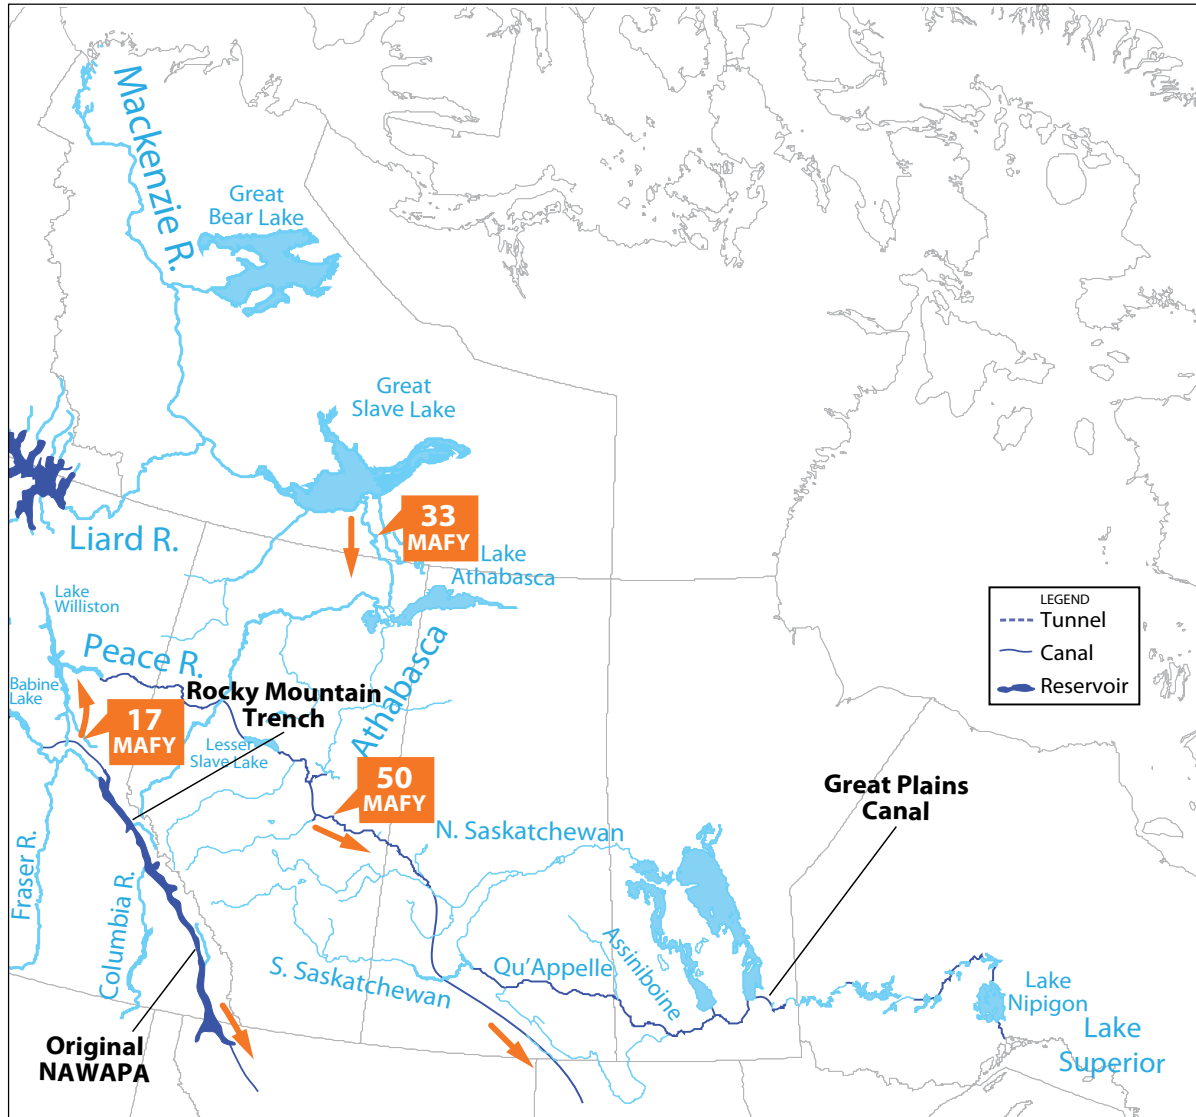 Mackenzie R.
Great
Bear Lake
Great
Slave Lake
33
MAFY
Liard R.
Lake
Athabasca
Lake
Williston
LEGEND
Tunnel
Canal
Reservoir
Peace R.
Babine
Lake
Rocky Mountain
Trench
Athabasca
17
MAFY
Lesser
Slave Lake
50
MAFY
Great Plains
Canal
N. Saskatchewan
Fraser R.
Columbia R.
S. Saskatchewan
Qu'Appelle
Assiniboine
Lake
Nipigon
Lake
Superior
Original
NAWAPA